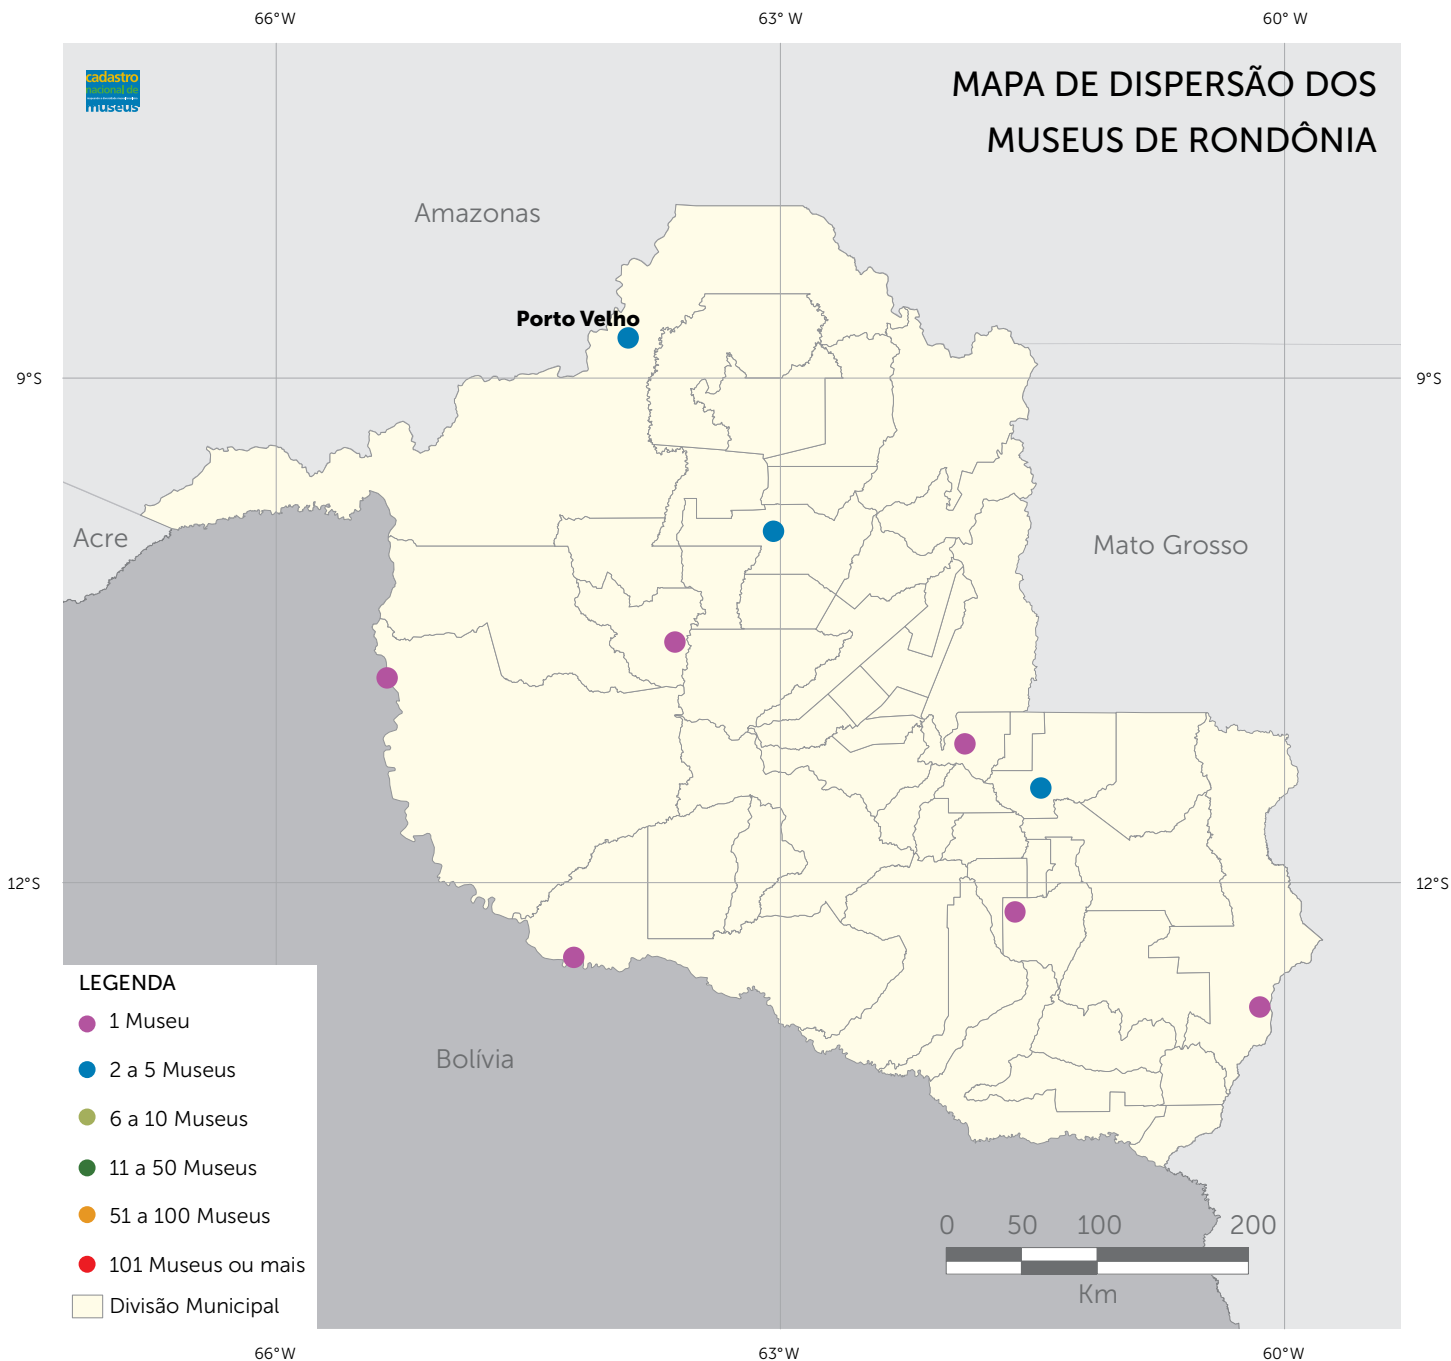 66°W 63° W 60° W
cadastro
nacional de
museus
MAPA DE DISPERSÃO DOS
MUSEUS DE RONDÔNIA
Amazonas
Porto Velho
9°S 9°S
Acre
Mato Grosso
12°S 12°S
LEGENDA
1 Museu
2 a 5 Museus
6 a 10 Museus
11 a 50 Museus
51 a 100 Museus
101 Museus ou mais
Divisão Municipal
Bolívia
0 50 100 200
Km
66°W 63°W 60°W